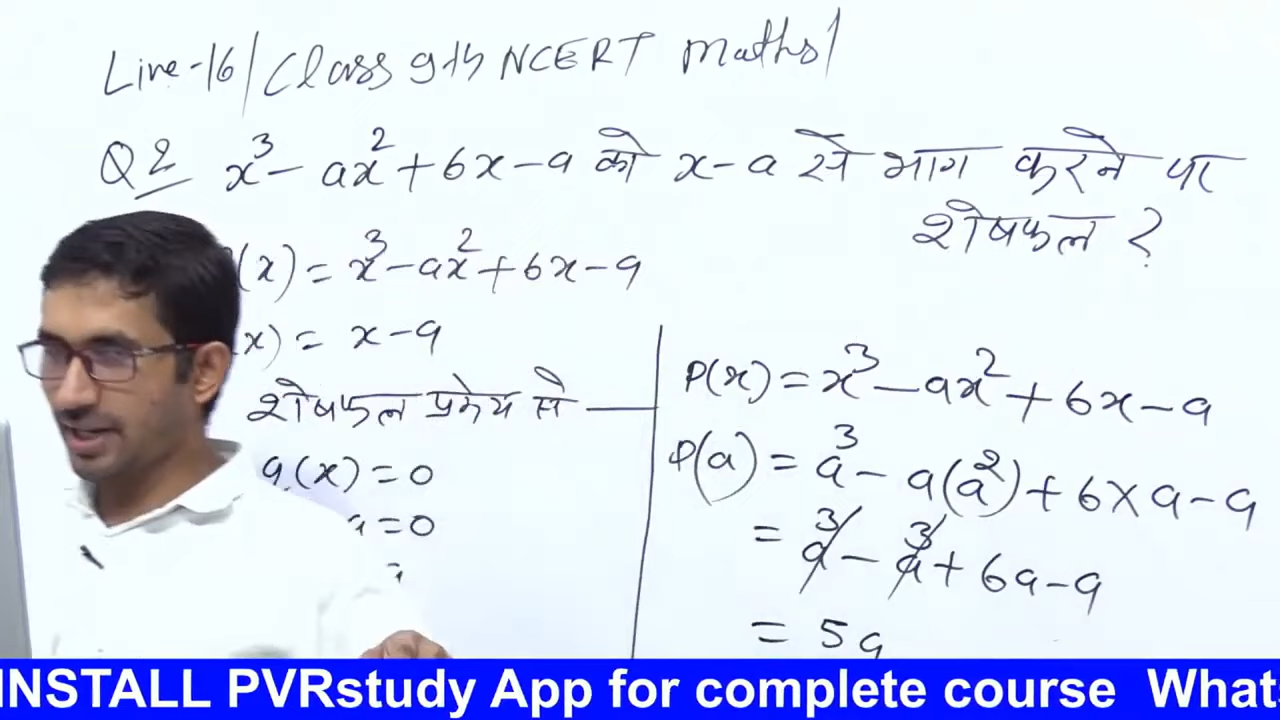 Live-16/Class 9th NCERT Maths/
Q2 x³-ax²+6x-a को x-a से भाग करने पर
शेषफल ?
(x) = x³-ax²+6x-a
(x) = x-a
शेषफल प्रमेय से
q(x)=0
a=0
a
P(x) = x³-ax²+6x-a
P(a) = a³-a(a²)+6×a-a
= a³-a³+6a-a
= 5a
INSTALL PVRstudy App for complete course What